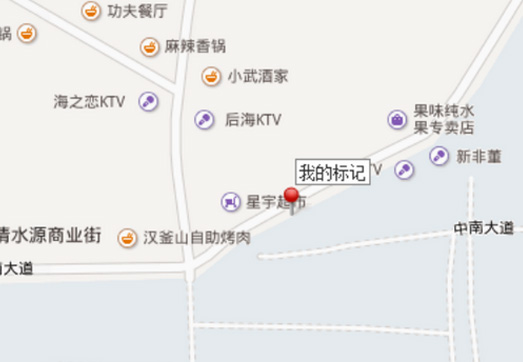 功夫餐厅
锅
麻辣香锅
小武酒家
海之恋KTV
后海KTV
果味纯水
果专卖店
新非董
我的标记
V
星宇超市
清水源商业街
汉釜山自助烤肉
中南大道
大道